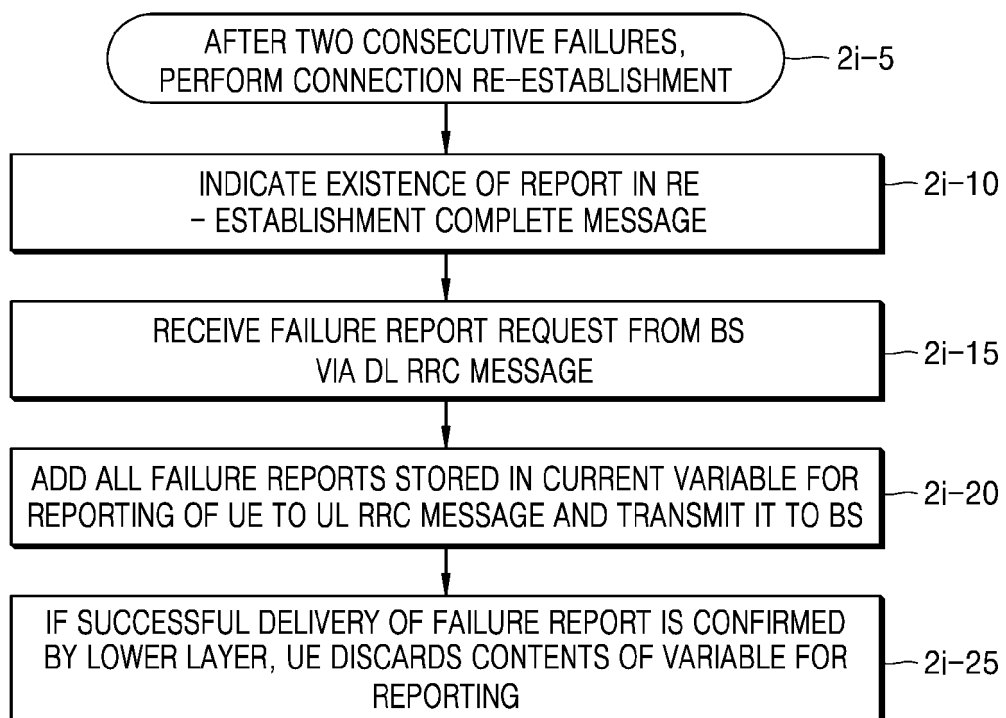 AFTER TWO CONSECUTIVE FAILURES,
PERFORM CONNECTION RE-ESTABLISHMENT
2i-5
INDICATE EXISTENCE OF REPORT IN RE
- ESTABLISHMENT COMPLETE MESSAGE
2i-10
RECEIVE FAILURE REPORT REQUEST FROM BS
VIA DL RRC MESSAGE
2i-15
ADD ALL FAILURE REPORTS STORED IN CURRENT VARIABLE FOR
REPORTING OF UE TO UL RRC MESSAGE AND TRANSMIT IT TO BS
2i-20
IF SUCCESSFUL DELIVERY OF FAILURE REPORT IS CONFIRMED
BY LOWER LAYER, UE DISCARDS CONTENTS OF VARIABLE FOR
REPORTING
2i-25